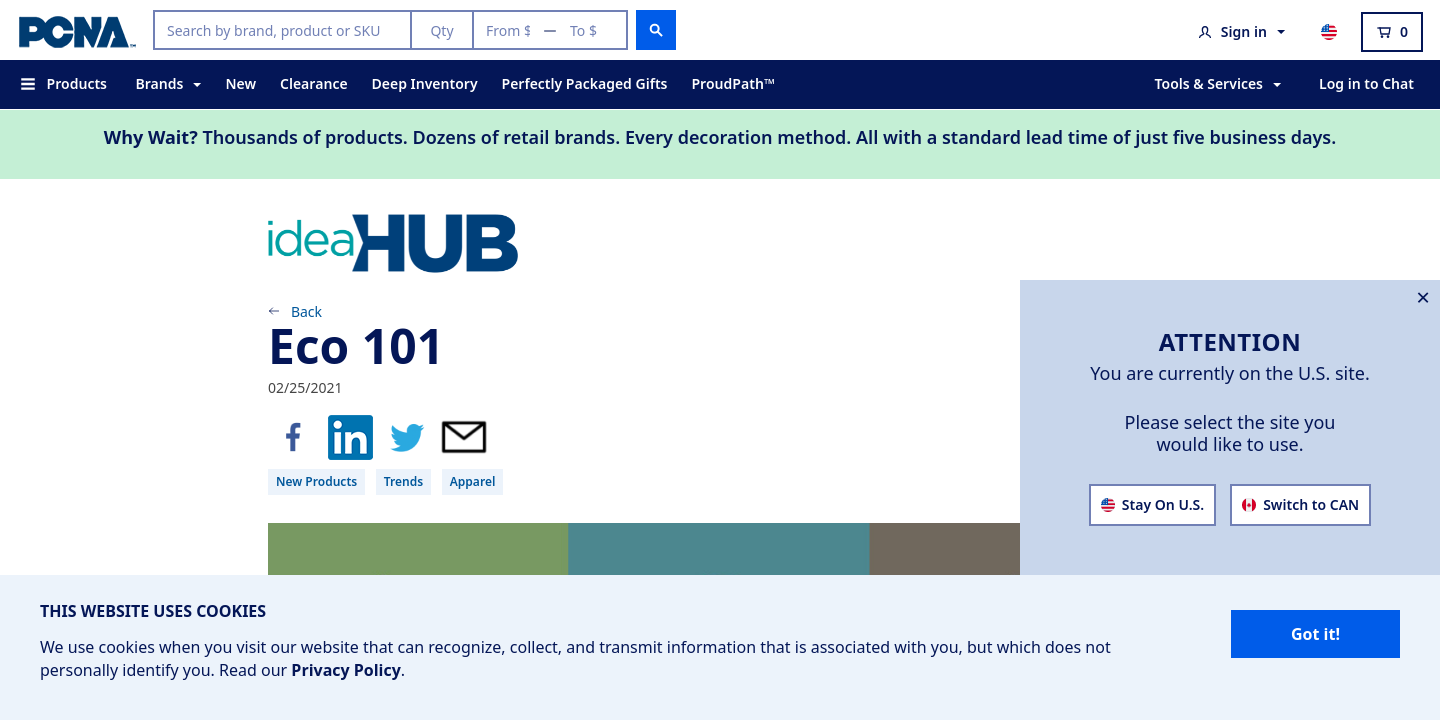 PCNA™
Search by brand, product or SKU
Qty
From $ — To $
Sign in
0
Products
Brands
New
Clearance
Deep Inventory
Perfectly Packaged Gifts
ProudPath™
Tools & Services
Log in to Chat
Why Wait? Thousands of products. Dozens of retail brands. Every decoration method. All with a standard lead time of just five business days.
ideaHUB
Back
Eco 101
02/25/2021
New Products
Trends
Apparel
ATTENTION
You are currently on the U.S. site.
Please select the site you
would like to use.
Stay On U.S.
Switch to CAN
THIS WEBSITE USES COOKIES
We use cookies when you visit our website that can recognize, collect, and transmit information that is associated with you, but which does not
personally identify you. Read our Privacy Policy.
Got it!